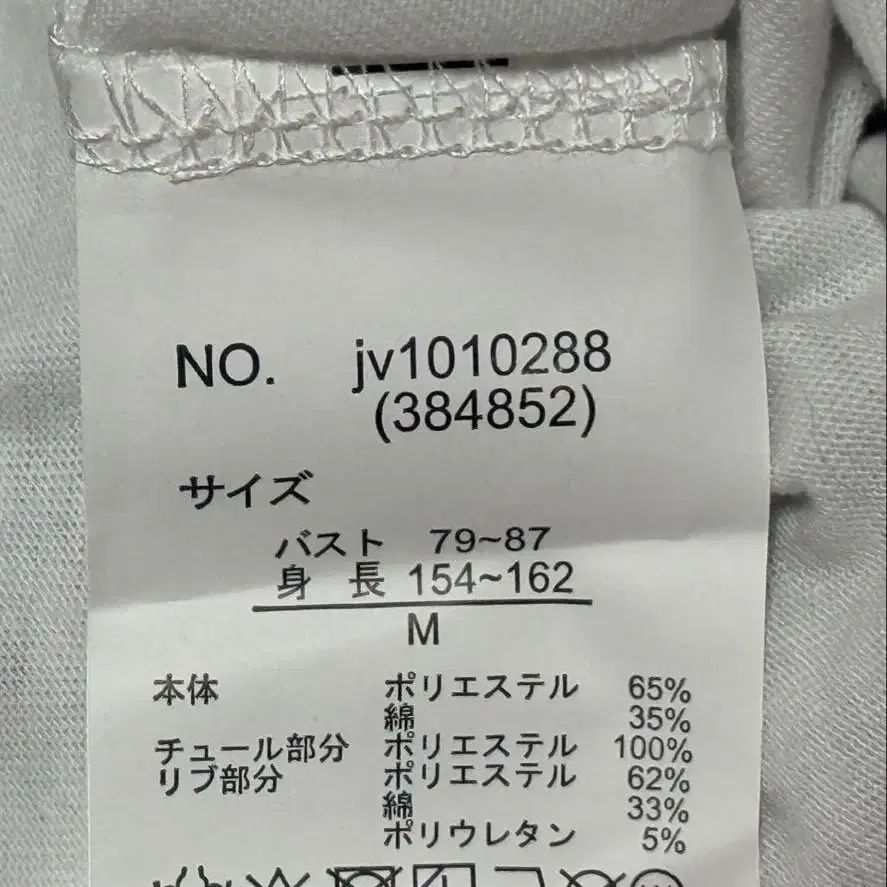 NO. jv1010288
(384852)
サイズ
バスト 79~87
身 長 154~162
M
本体 ポリエステル 65%
綿 35%
チュール部分 ポリエステル 100%
リブ部分 ポリエステル 62%
綿 33%
ポリウレタン 5%